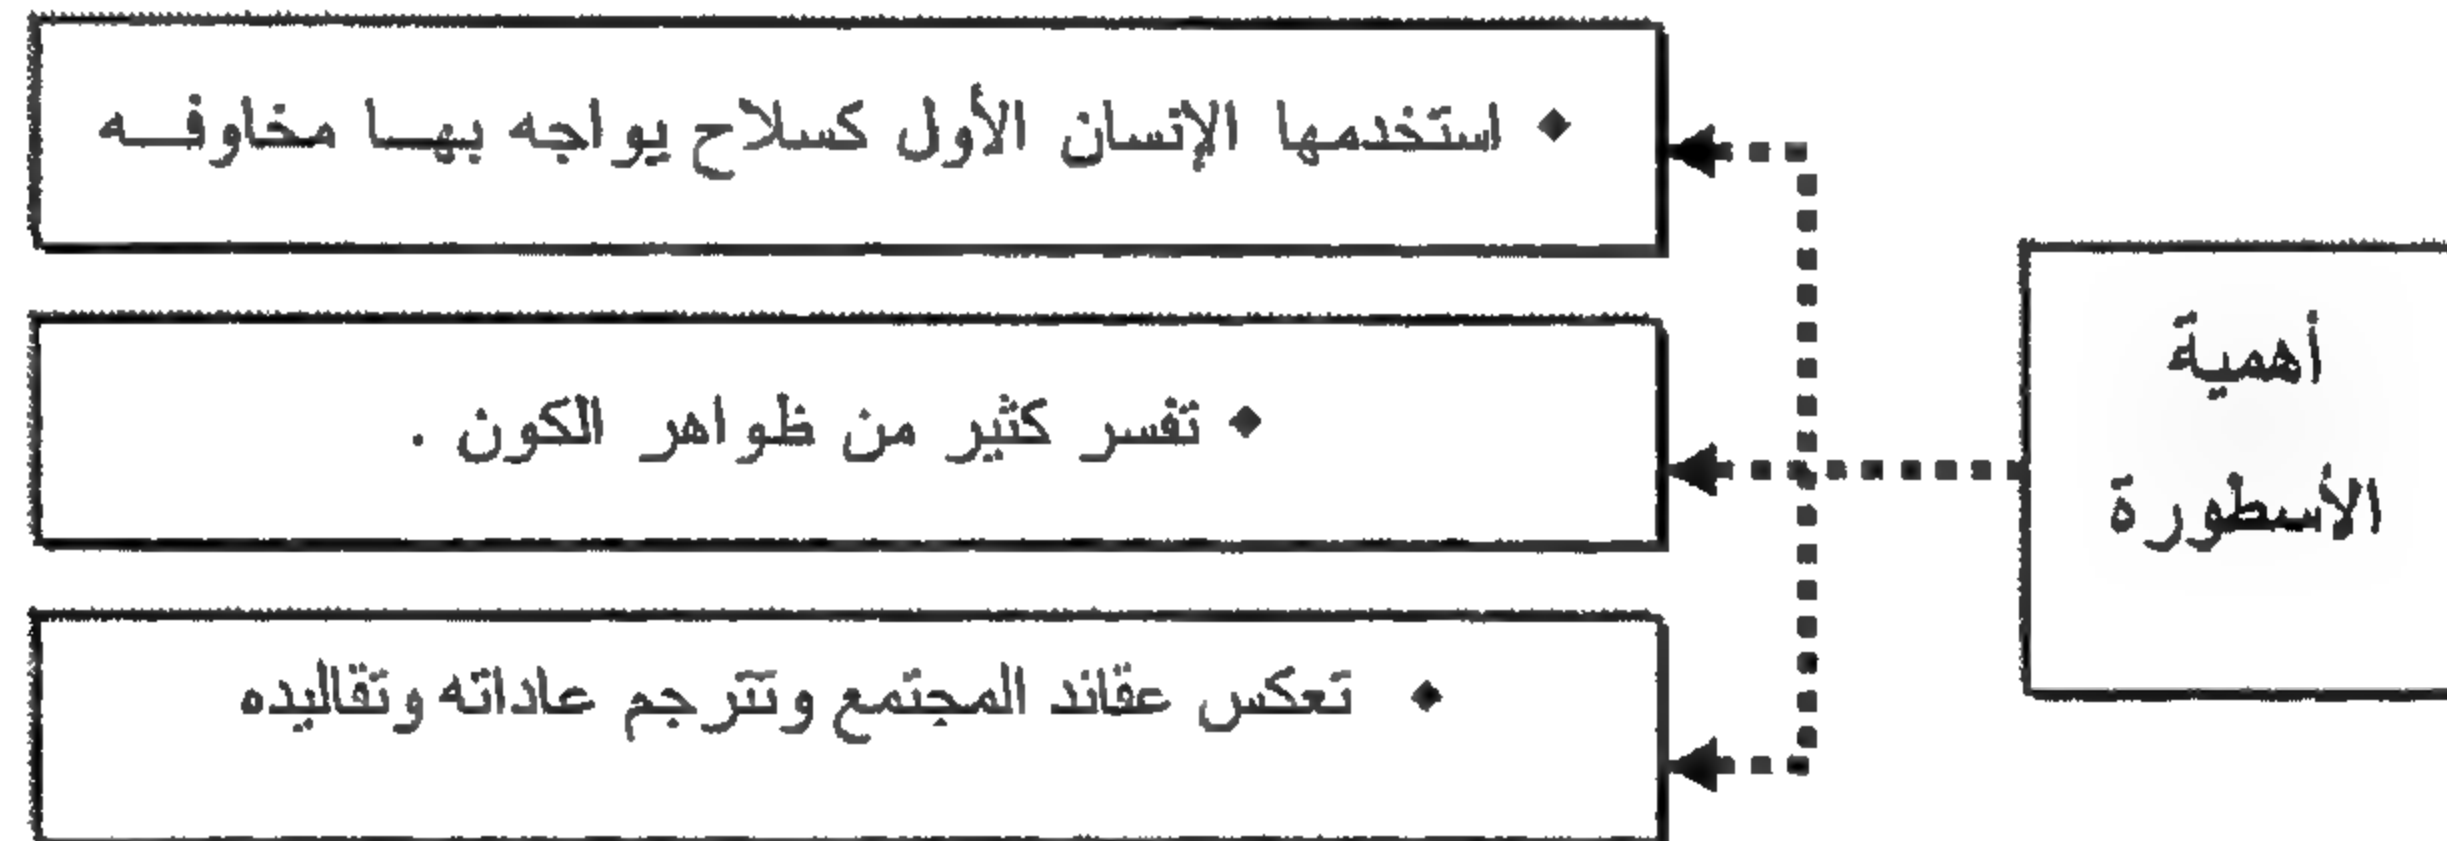 أهمية
الأسطورة
♦ استخدمها الإنسان الأول كسلاح يواجه بها مخاوفه
♦ تفسر كثير من ظواهر الكون .
♦ تعكس عقائد المجتمع وتترجم عاداته وتقاليده